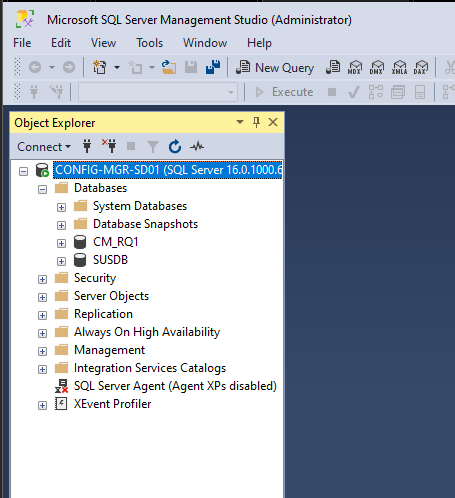 Microsoft SQL Server Management Studio (Administrator)
File Edit View Tools Window Help
New Query MDX DMX XMLA DAX
Execute
Object Explorer
Connect
CONFIG-MGR-SD01 (SQL Server 16.0.1000.6
Databases
System Databases
Database Snapshots
CM_RQ1
SUSDB
Security
Server Objects
Replication
Always On High Availability
Management
Integration Services Catalogs
SQL Server Agent (Agent XPs disabled)
XEvent Profiler